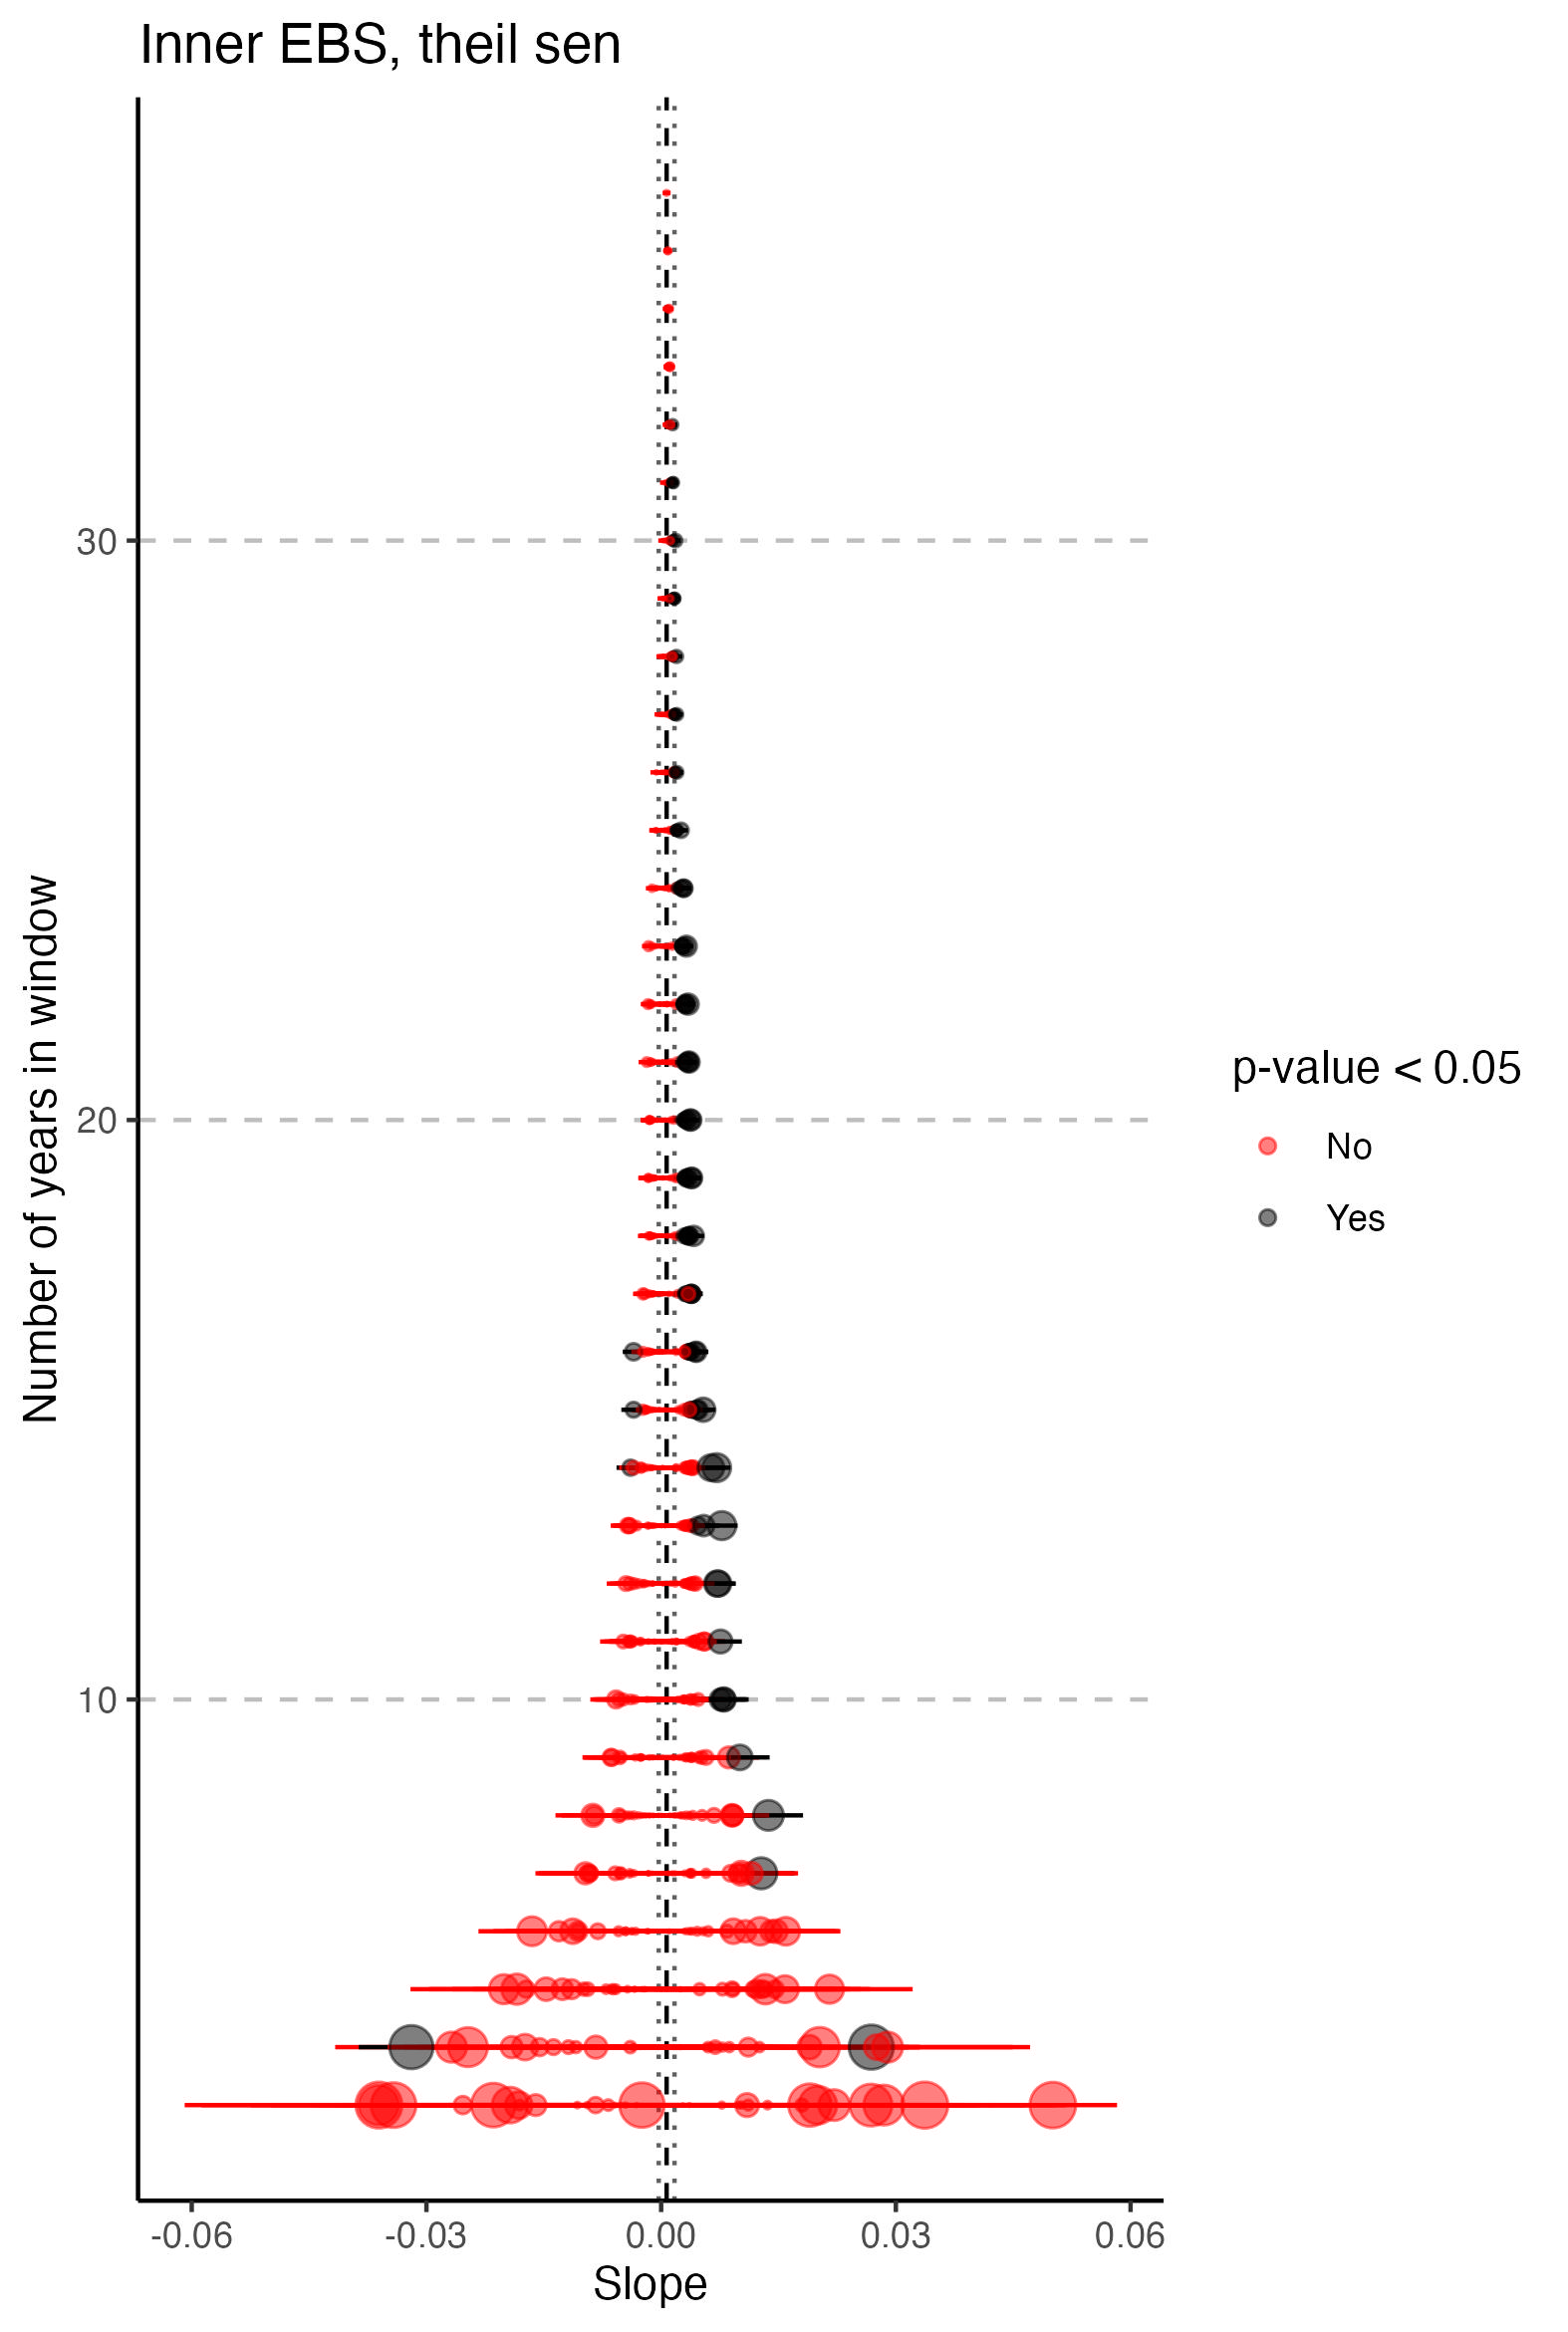 Inner EBS, theil sen
Number of years in window
30
20
10
-0.06
-0.03
0.00
0.03
0.06
Slope
p-value < 0.05
No
Yes